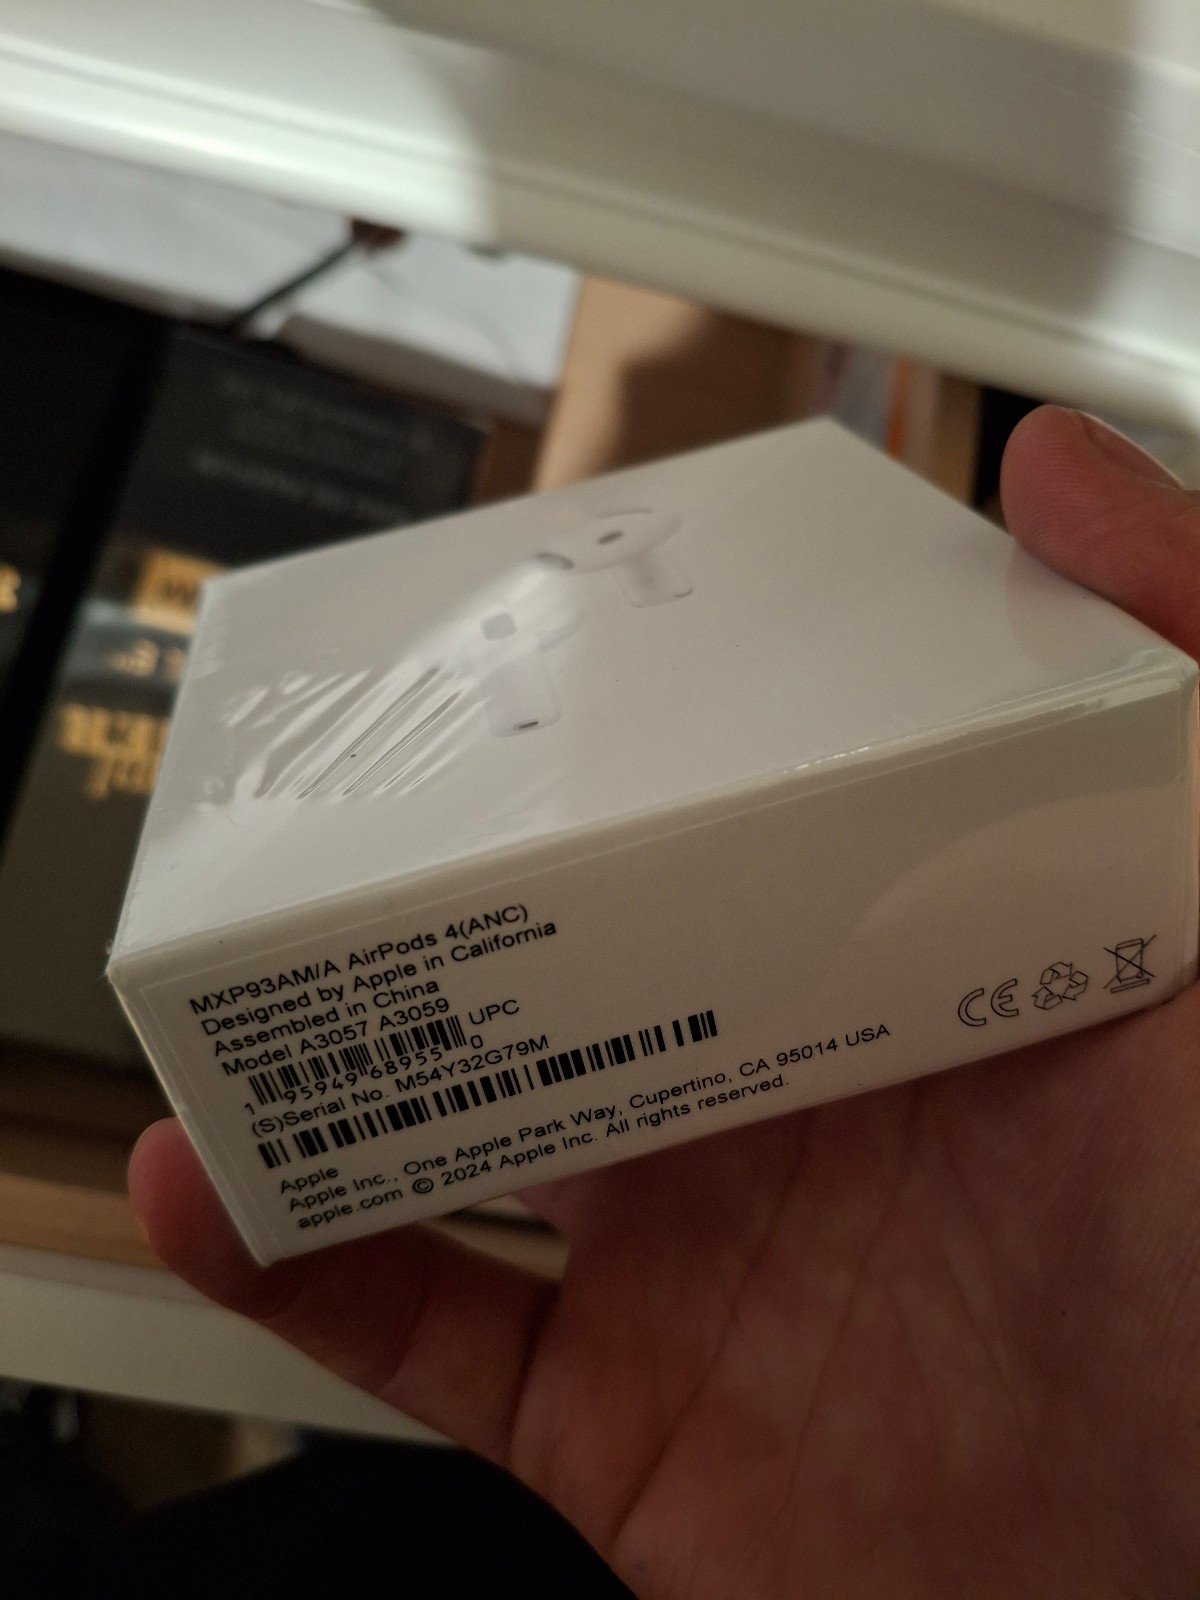 MXP93AM/A AirPods 4(ANC)
Designed by Apple in California
Assembled in China
Model A3057 A3059
UPC
1 95949 68955 0
(S)Serial No. M54Y32G79M
Apple
Apple Inc., One Apple Park Way, Cupertino, CA 95014 USA
apple.com © 2024 Apple Inc. All rights reserved.
CE